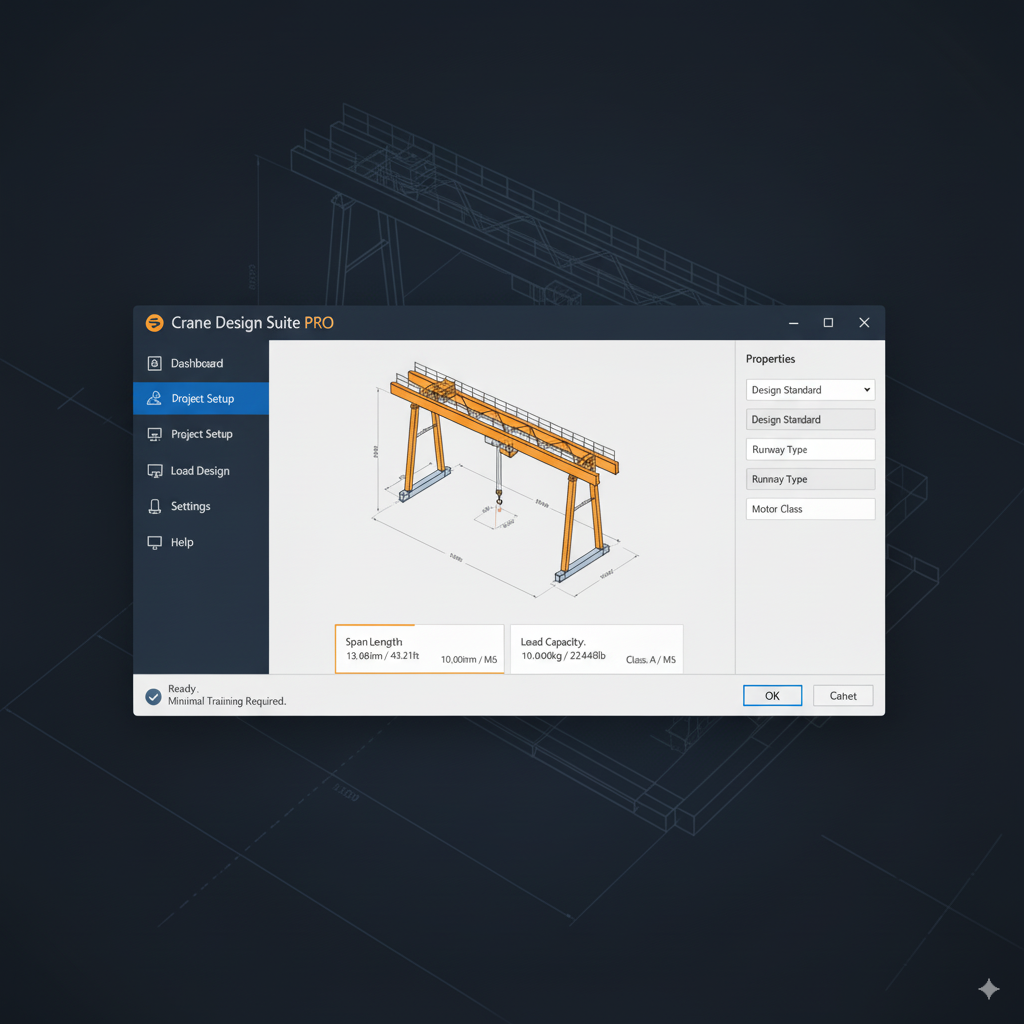 Crane Design Suite PRO
Dashboard
Droject Setup
Project Setup
Load Design
Settings
Help
Properties
Design Standard
Design Standard
Runway Type
Runnay Type
Motor Class
Span Length
13.08im / 43.21ft
10,00im / M5
Load Capacity.
10.000kg / 22448lb
Class. A / M5
Ready.
Minimal Training Required.
OK
Cahet